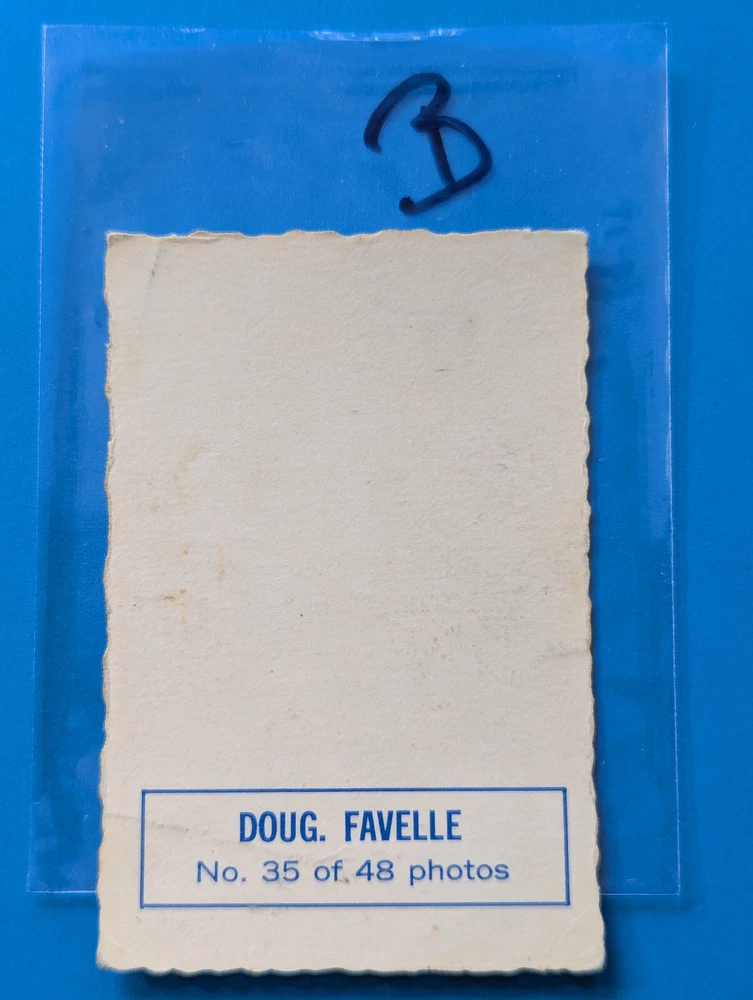 B
DOUG. FAVELLE
No. 35 of 48 photos